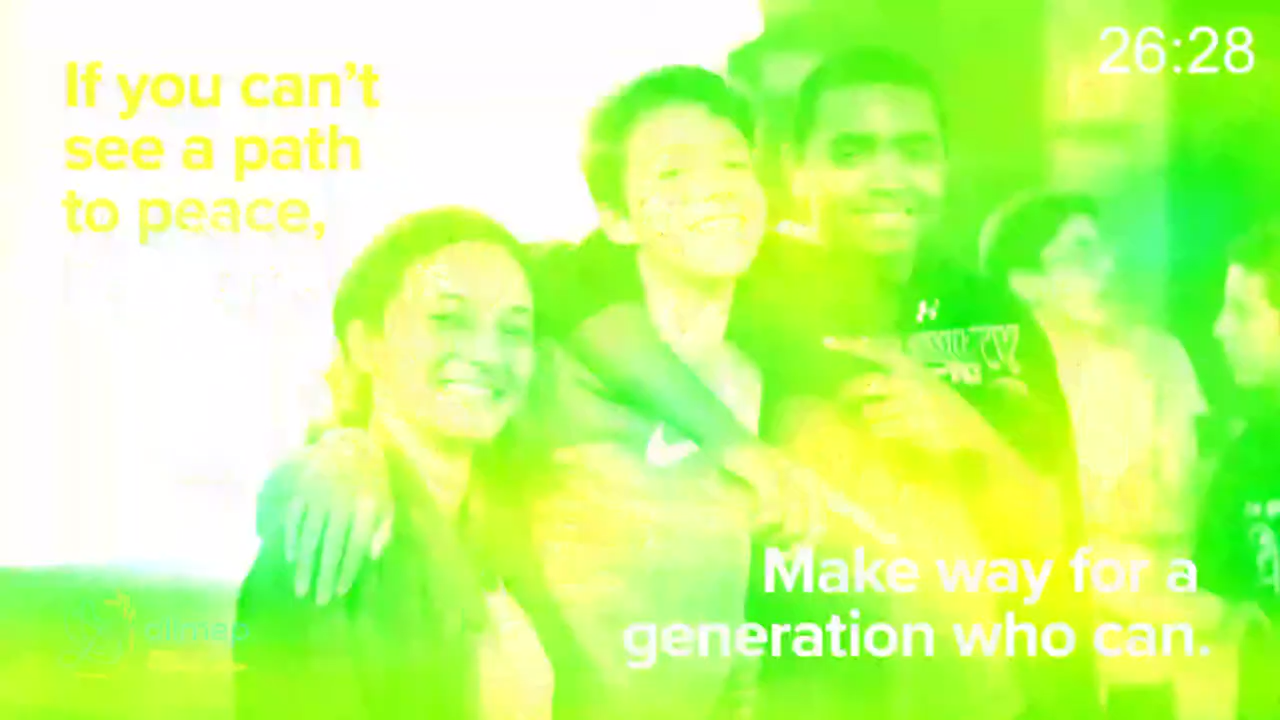 26:28
If you can't
see a path
to peace,
Make way for a
generation who can.